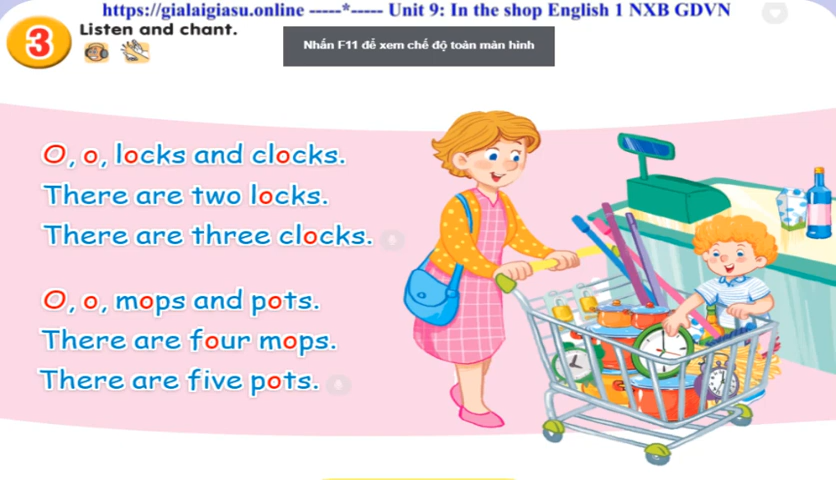 https://gialaigiasu.online -----*----- Unit 9: In the shop English 1 NXB GDVN
3 Listen and chant.
Nhấn F11 để xem chế độ toàn màn hình
O, o, locks and clocks.
There are two locks.
There are three clocks.
O, o, mops and pots.
There are four mops.
There are five pots.